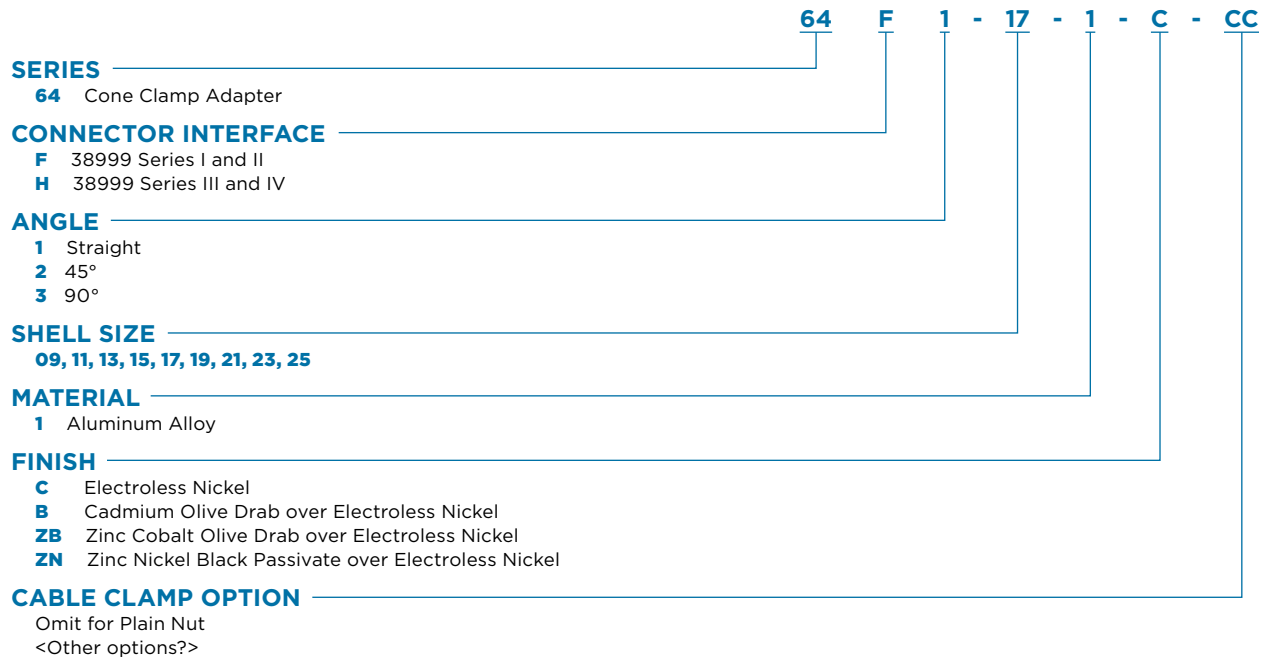 64 F 1 - 17 - 1 - C - CC
SERIES
64 Cone Clamp Adapter
CONNECTOR INTERFACE
F 38999 Series I and II
H 38999 Series III and IV
ANGLE
1 Straight
2 45°
3 90°
SHELL SIZE
09, 11, 13, 15, 17, 19, 21, 23, 25
MATERIAL
1 Aluminum Alloy
FINISH
C Electroless Nickel
B Cadmium Olive Drab over Electroless Nickel
ZB Zinc Cobalt Olive Drab over Electroless Nickel
ZN Zinc Nickel Black Passivate over Electroless Nickel
CABLE CLAMP OPTION
Omit for Plain Nut
<Other options?>